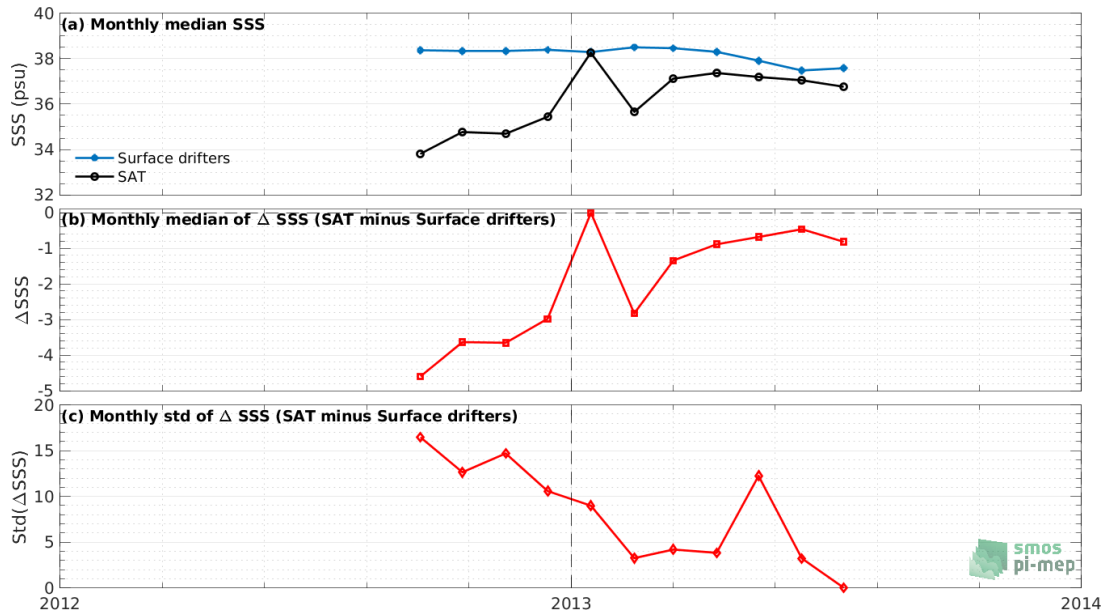 (a) Monthly median SSS
SSS (psu)
40
38
36
34
32
Surface drifters
SAT
(b) Monthly median of Δ SSS (SAT minus Surface drifters)
ΔSSS
0
-1
-2
-3
-4
-5
(c) Monthly std of Δ SSS (SAT minus Surface drifters)
Std(ΔSSS)
20
15
10
5
0
2012
2013
2014
smos
pi-mep